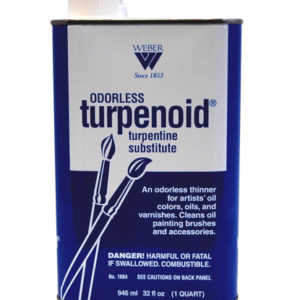 WEBER
W
Since 1853
ODORLESS
turpenoid®
turpentine
substitute
An odorless thinner
for artists' oil
colors, oils, and
varnishes. Cleans oil
painting brushes
and accessories.
DANGER! HARMFUL OR FATAL
IF SWALLOWED. COMBUSTIBLE.
No. 1684 SEE CAUTIONS ON BACK PANEL
946 ml 32 fl oz (1 QUART)